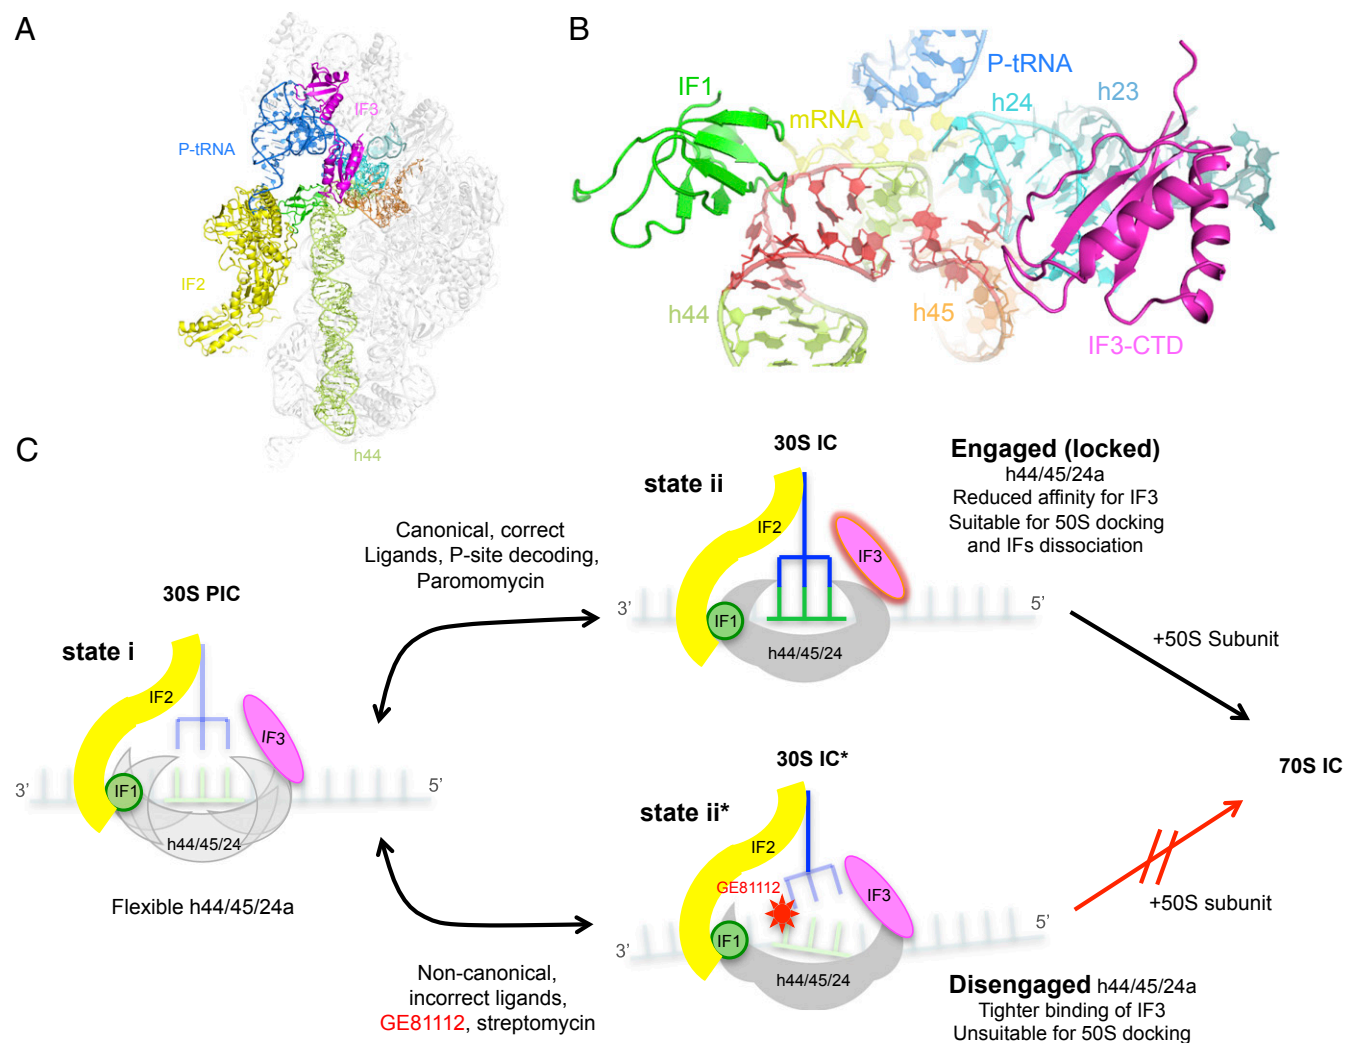 A
IF3
P-tRNA
IF2
h44
B
P-tRNA
IF1
h24
h23
mRNA
h44
h45
IF3-CTD
C
30S IC
Engaged (locked)
h44/45/24a
Reduced affinity for IF3
Suitable for 50S docking
and IFs dissociation
state ii
IF2
IF3
Canonical, correct
Ligands, P-site decoding,
Paromomycin
3’
5’
IF1
h44/45/24
+50S Subunit
30S PIC
state i
IF2
IF3
3’
5’
IF1
h44/45/24
Flexible h44/45/24a
70S IC
30S IC*
state ii*
IF2
GE81112
IF3
3’
5’
IF1
h44/45/24
+50S subunit
Non-canonical,
incorrect ligands,
GE81112, streptomycin
Disengaged h44/45/24a
Tighter binding of IF3
Unsuitable for 50S docking